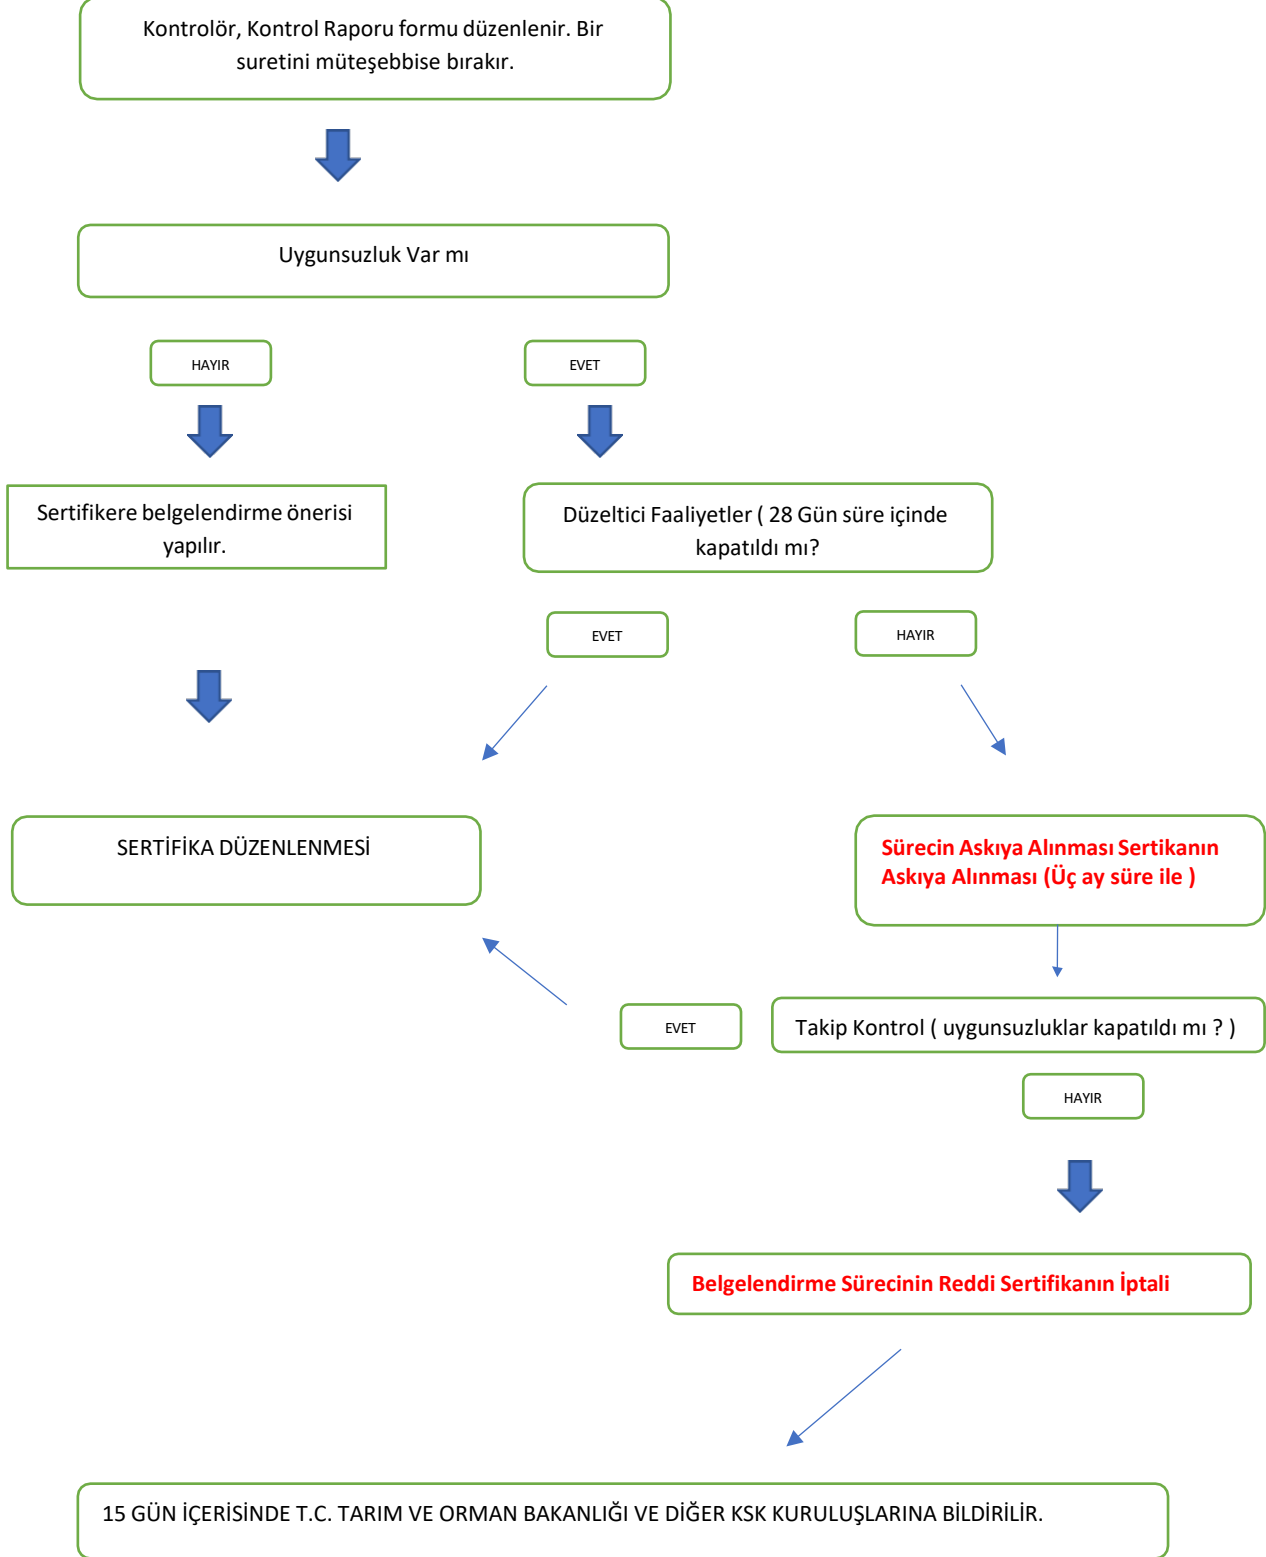 Kontrolör, Kontrol Raporu formu düzenlenir. Bir
suretini müteşebbise bırakır.
Uygunsuzluk Var mı
HAYIR
EVET
Sertifikere belgelendirme önerisi
yapılır.
Düzeltici Faaliyetler ( 28 Gün süre içinde
kapatıldı mı?
EVET
HAYIR
SERTİFİKA DÜZENLENMESİ
Sürecin Askıya Alınması Sertikanın
Askıya Alınması (Üç ay süre ile )
EVET
Takip Kontrol ( uygunsuzluklar kapatıldı mı ? )
HAYIR
Belgelendirme Sürecinin Reddi Sertifikanın İptali
15 GÜN İÇERİSİNDE T.C. TARIM VE ORMAN BAKANLIĞI VE DİĞER KSK KURULUŞLARINA BİLDİRİLİR.